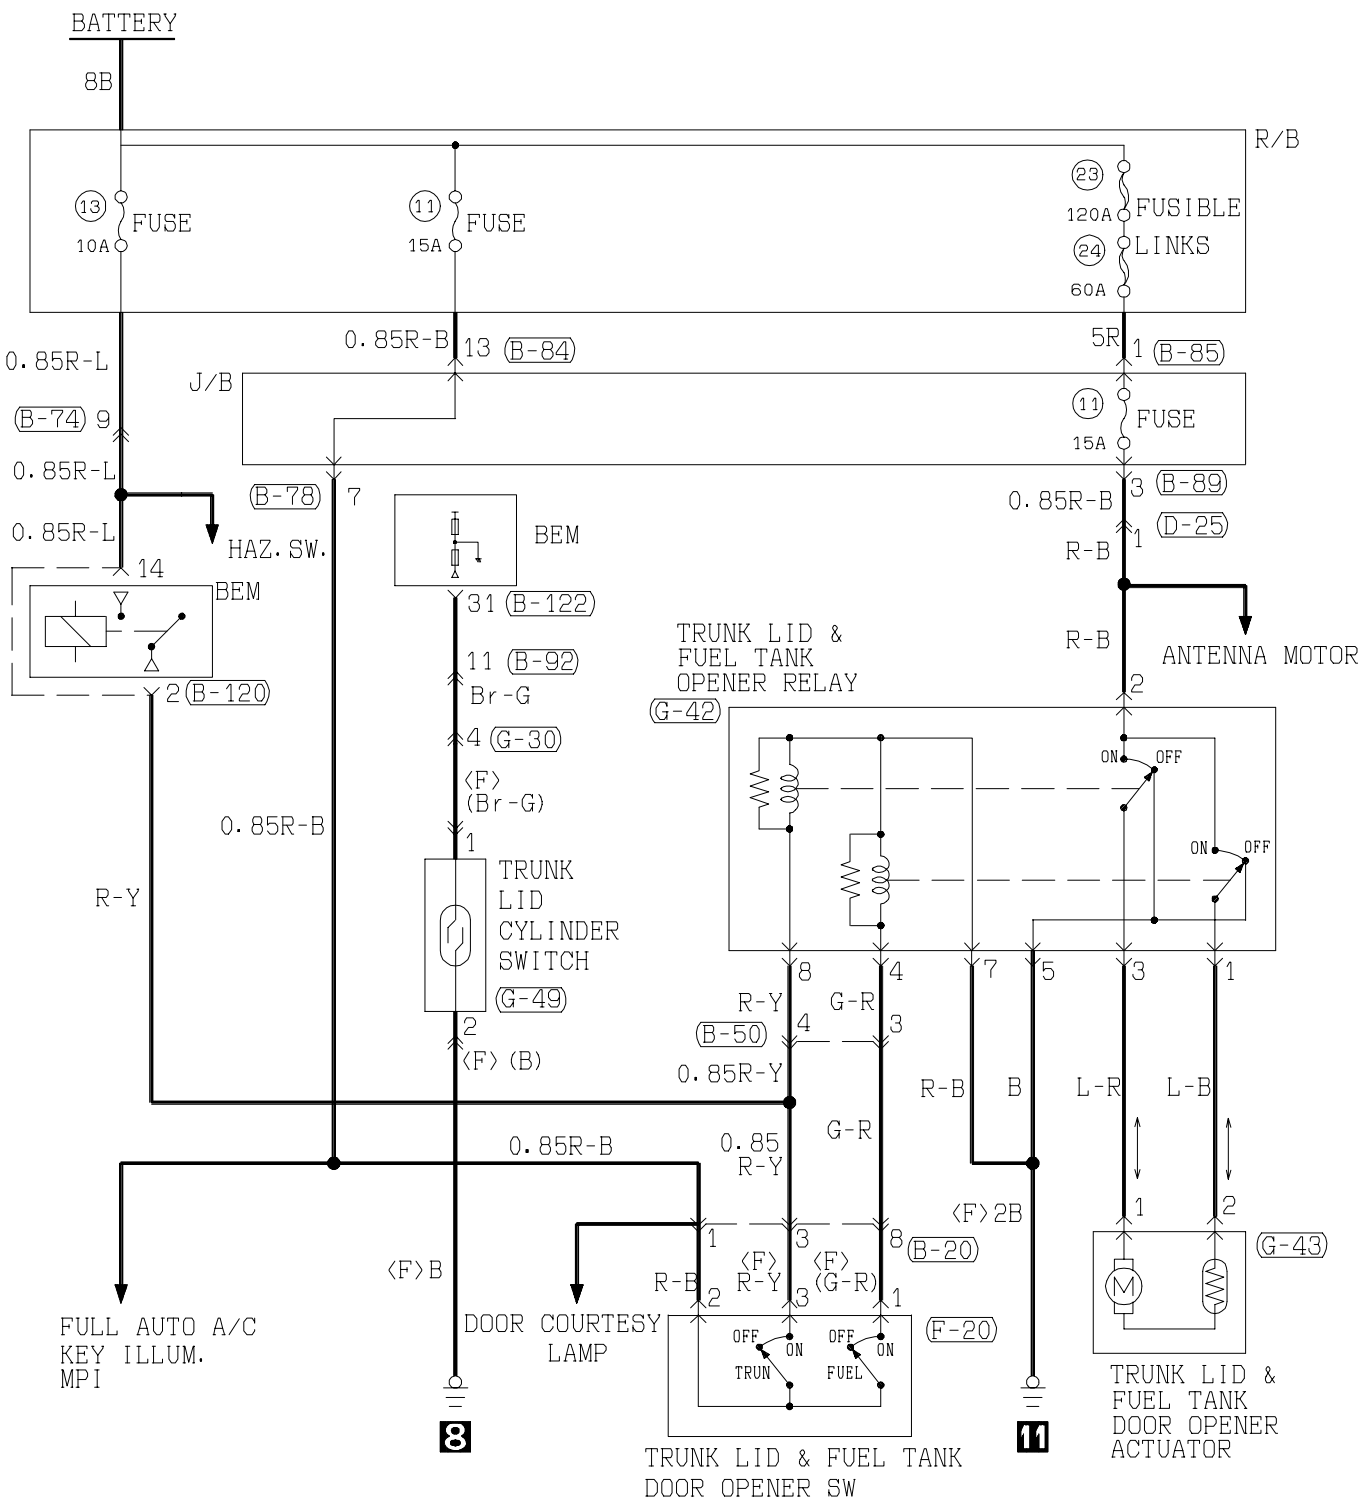 BATTERY
8B
R/B
13
FUSE
10A
11
FUSE
15A
23
FUSIBLE
120A
24
LINKS
60A
0.85R-L
0.85R-B
13
(B-84)
5R
1
(B-85)
J/B
(B-74) 9
11
FUSE
15A
0.85R-L
(B-78)
7
3
(B-89)
0.85R-B
(D-25)
1
R-B
BEM
0.85R-L
HAZ.SW.
14
BEM
31 (B-122)
TRUNK LID &
FUEL TANK
OPENER RELAY
R-B
ANTENNA MOTOR
11 (B-92)
Br-G
2 (B-120)
2
(G-42)
4 (G-30)
ON
OFF
<F>
(Br-G)
1
0.85R-B
ON
OFF
TRUNK
LID
CYLINDER
SWITCH
R-Y
(G-49)
2
<F>(B)
8
4
7
5
3
1
R-Y
G-R
4
3
(B-50)
0.85R-Y
R-B
B
L-R
L-B
0.85R-B
0.85
R-Y
G-R
<F>2B
1
2
1
3
8
(B-20)
(G-43)
<F>B
R-B
<F>
R-Y
<F>
(G-R)
2
3
1
M
FULL AUTO A/C
KEY ILLUM.
MPI
DOOR COURTESY
LAMP
OFF
ON
TRUN
OFF
ON
FUEL
(F-20)
8
11
TRUNK LID &
FUEL TANK
DOOR OPENER
ACTUATOR
TRUNK LID & FUEL TANK
DOOR OPENER SW